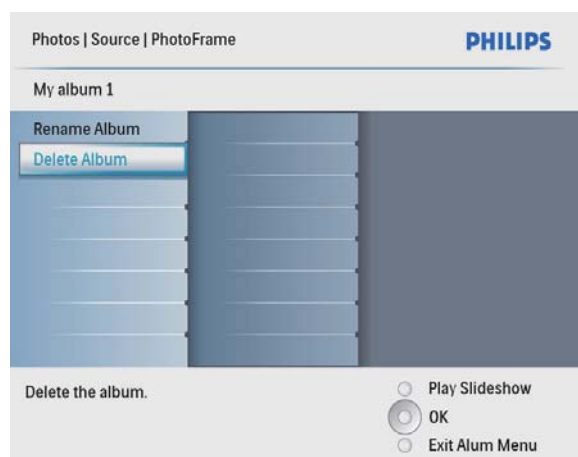 Photos | Source | PhotoFrame
PHILIPS
My album 1
Rename Album
Delete Album
Delete the album.
Play Slideshow
OK
Exit Alum Menu